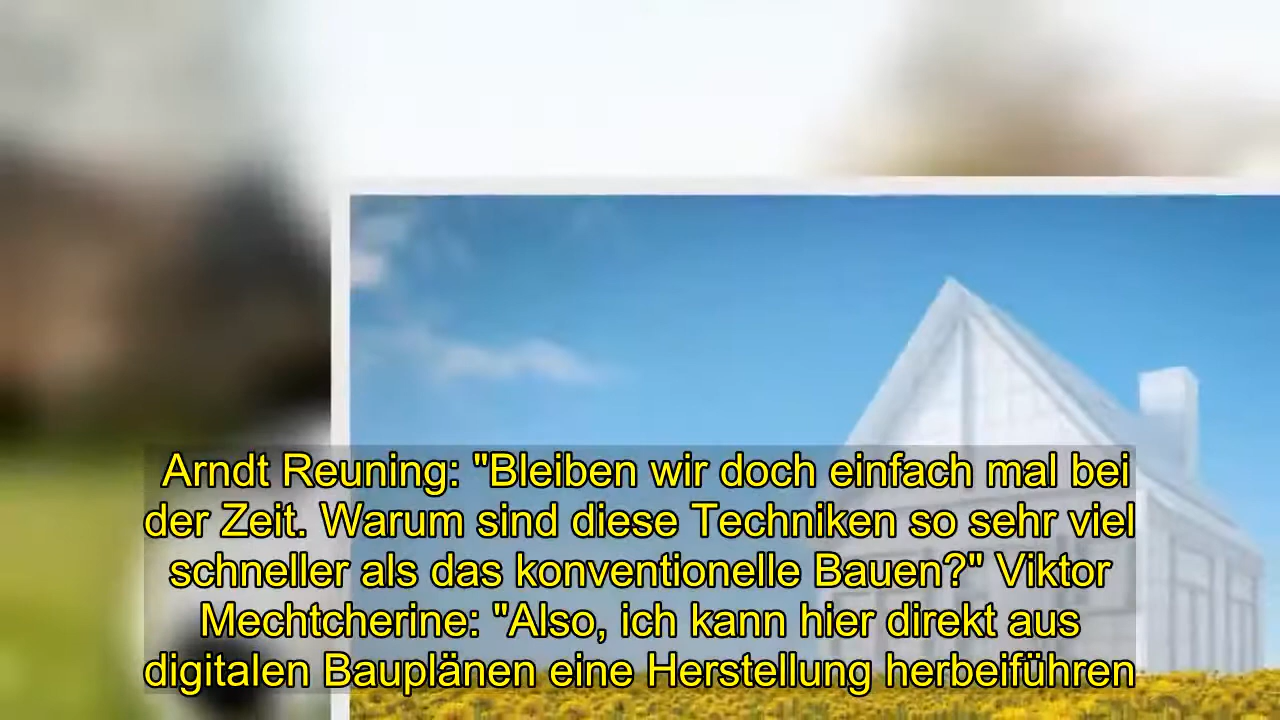 Arndt Reuning: "Bleiben wir doch einfach mal bei
der Zeit. Warum sind diese Techniken so sehr viel
schneller als das konventionelle Bauen?" Viktor
Mechtcherine: "Also, ich kann hier direkt aus
digitalen Bauplänen eine Herstellung herbeiführen